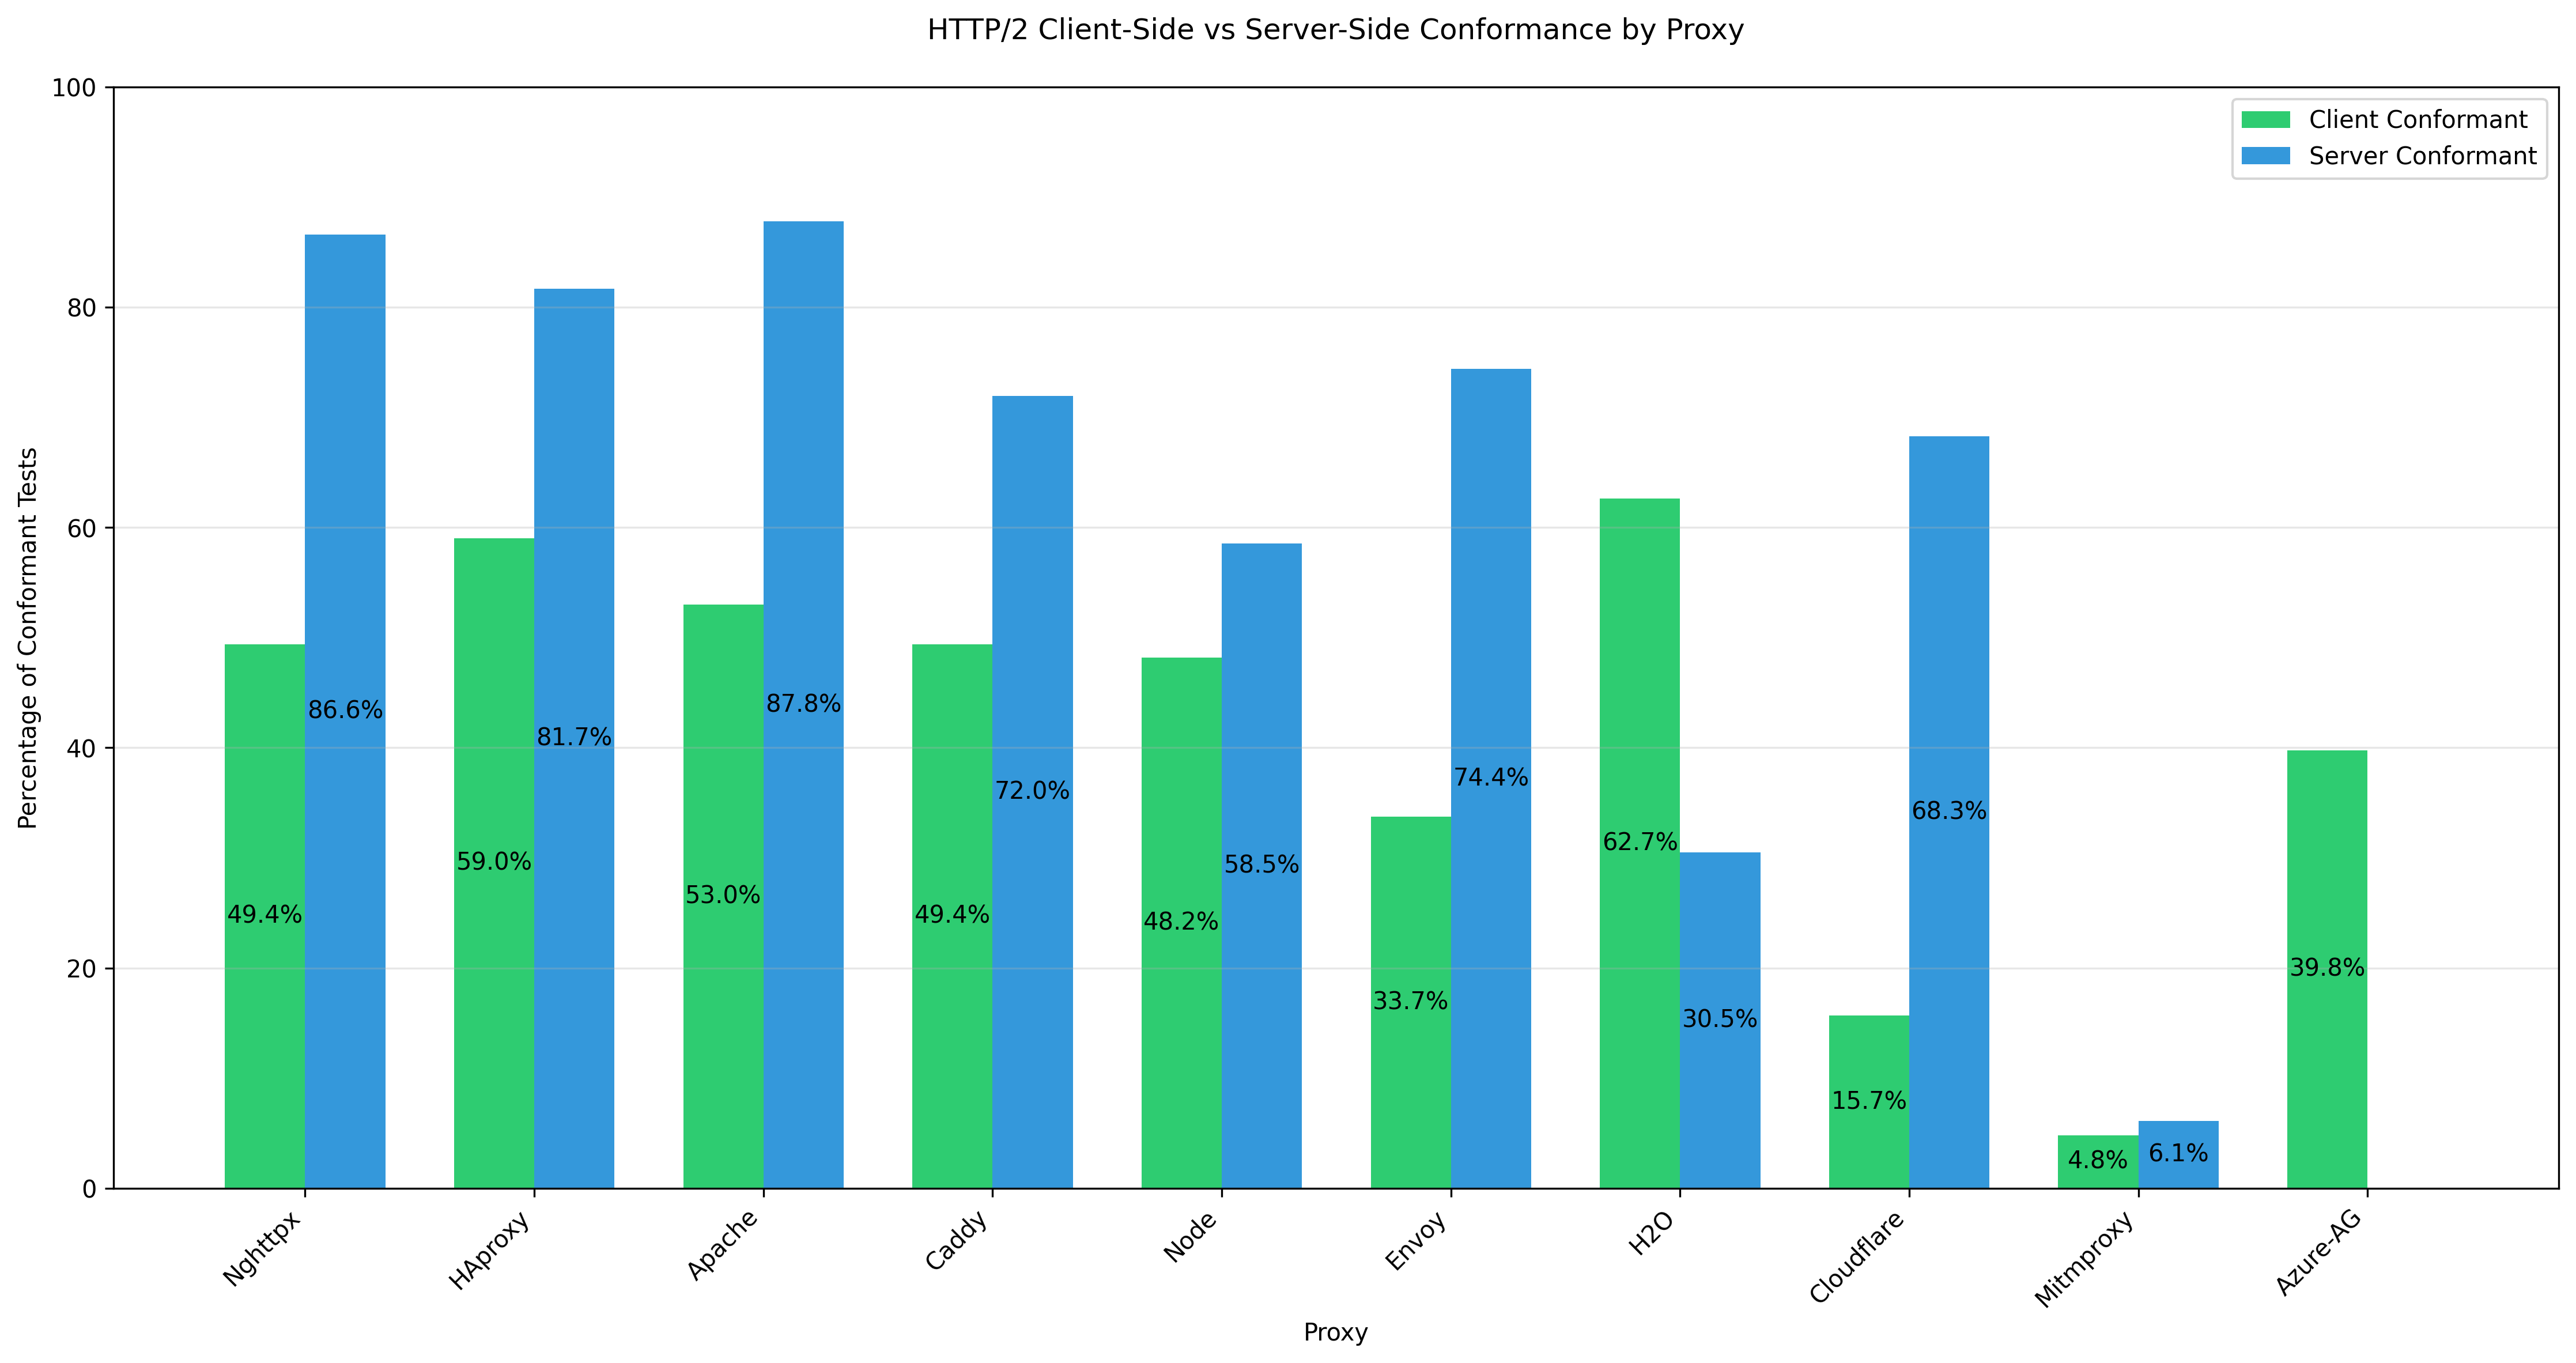 HTTP/2 Client-Side vs Server-Side Conformance by Proxy
Client Conformant
Server Conformant
Percentage of Conformant Tests
100
80
60
40
20
0
49.4%
86.6%
59.0%
81.7%
53.0%
87.8%
49.4%
72.0%
48.2%
58.5%
33.7%
74.4%
62.7%
30.5%
15.7%
68.3%
4.8%
6.1%
39.8%
Nghttpx
HAproxy
Apache
Caddy
Node
Envoy
H2O
Cloudflare
Mitmproxy
Azure-AG
Proxy